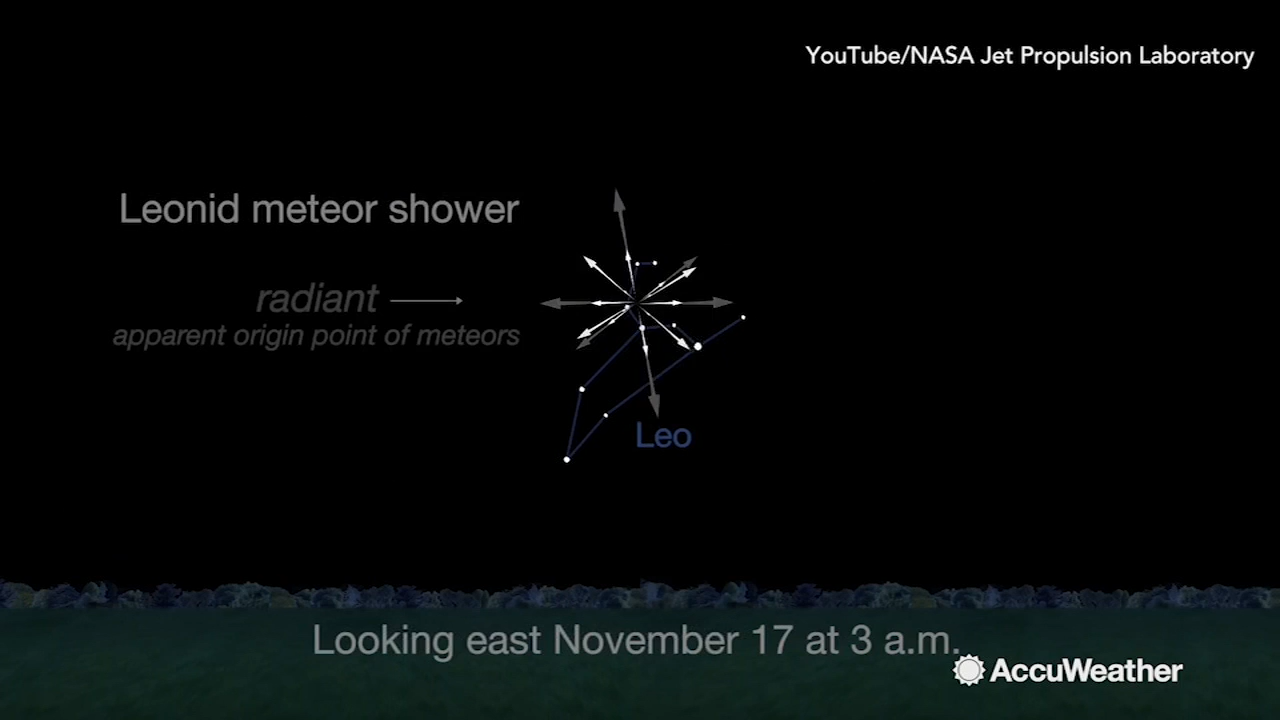 YouTube/NASA Jet Propulsion Laboratory
Leonid meteor shower
radiant
apparent origin point of meteors
Leo
Looking east November 17 at 3 a.m.
AccuWeather